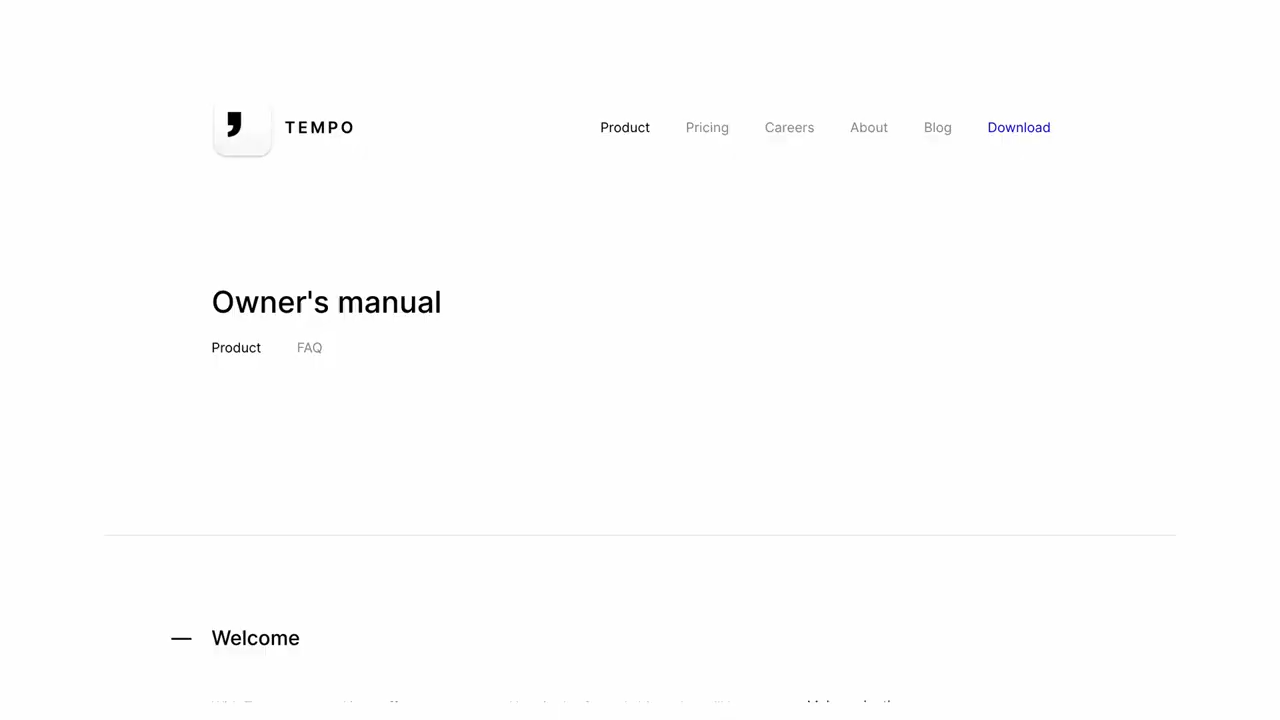 TEMPO
Product Pricing Careers About Blog Download
Owner's manual
Product FAQ
— Welcome